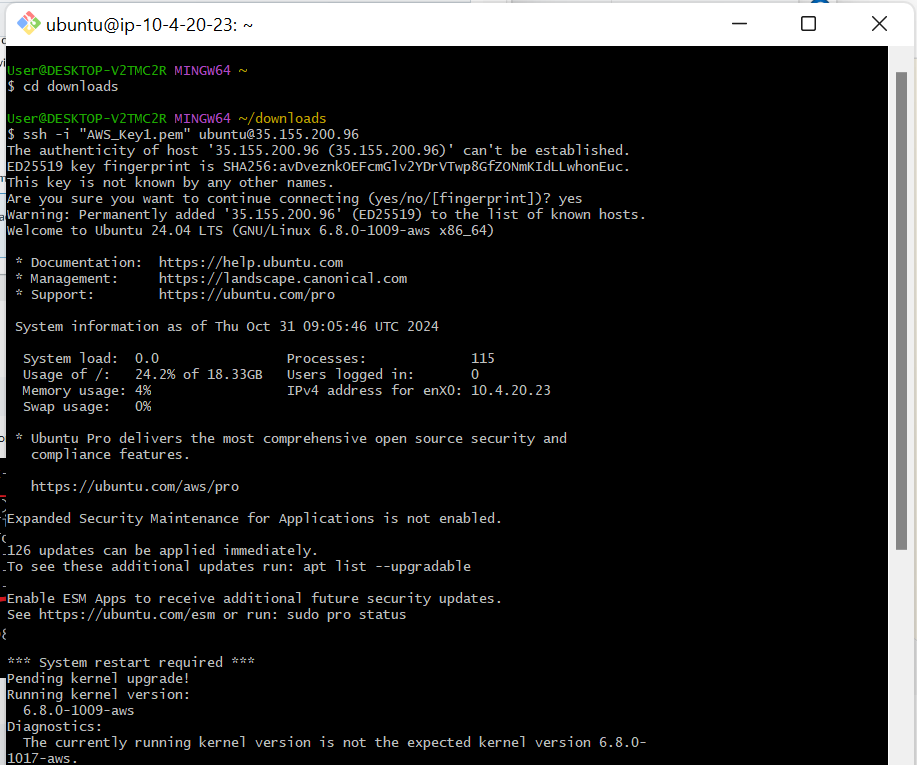 ubuntu@ip-10-4-20-23: ~
User@DESKTOP-V2TMC2R MINGW64 ~
$ cd downloads
User@DESKTOP-V2TMC2R MINGW64 ~/downloads
$ ssh -i "AWS_Key1.pem" ubuntu@35.155.200.96
The authenticity of host '35.155.200.96 (35.155.200.96)' can't be established.
ED25519 key fingerprint is SHA256:avDveznkOEFcmGlv2YDrVTwp8GfZONmKIdLLwhonEuc.
This key is not known by any other names.
Are you sure you want to continue connecting (yes/no/[fingerprint])? yes
Warning: Permanently added '35.155.200.96' (ED25519) to the list of known hosts.
Welcome to Ubuntu 24.04 LTS (GNU/Linux 6.8.0-1009-aws x86_64)
* Documentation:  https://help.ubuntu.com
* Management:     https://landscape.canonical.com
* Support:        https://ubuntu.com/pro
System information as of Thu Oct 31 09:05:46 UTC 2024
System load:  0.0                Processes:             115
Usage of /:   24.2% of 18.33GB   Users logged in:       0
Memory usage: 4%                 IPv4 address for enX0: 10.4.20.23
Swap usage:   0%
* Ubuntu Pro delivers the most comprehensive open source security and
compliance features.
https://ubuntu.com/aws/pro
Expanded Security Maintenance for Applications is not enabled.
126 updates can be applied immediately.
To see these additional updates run: apt list --upgradable
Enable ESM Apps to receive additional future security updates.
See https://ubuntu.com/esm or run: sudo pro status
*** System restart required ***
Pending kernel upgrade!
Running kernel version:
6.8.0-1009-aws
Diagnostics:
The currently running kernel version is not the expected kernel version 6.8.0-
1017-aws.